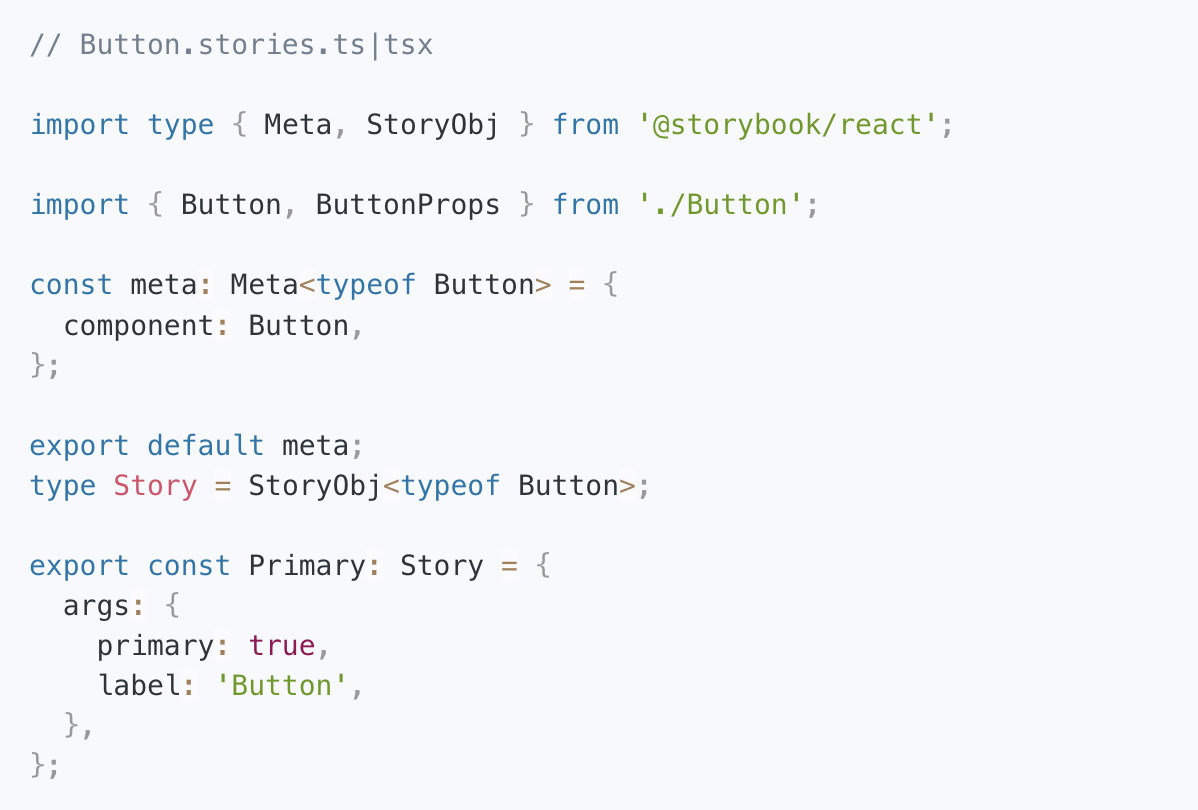 // Button.stories.ts|tsx
import type { Meta, StoryObj } from '@storybook/react';
import { Button, ButtonProps } from './Button';
const meta: Meta<typeof Button> = {
  component: Button,
};
export default meta;
type Story = StoryObj<typeof Button>;
export const Primary: Story = {
  args: {
    primary: true,
    label: 'Button',
  },
};